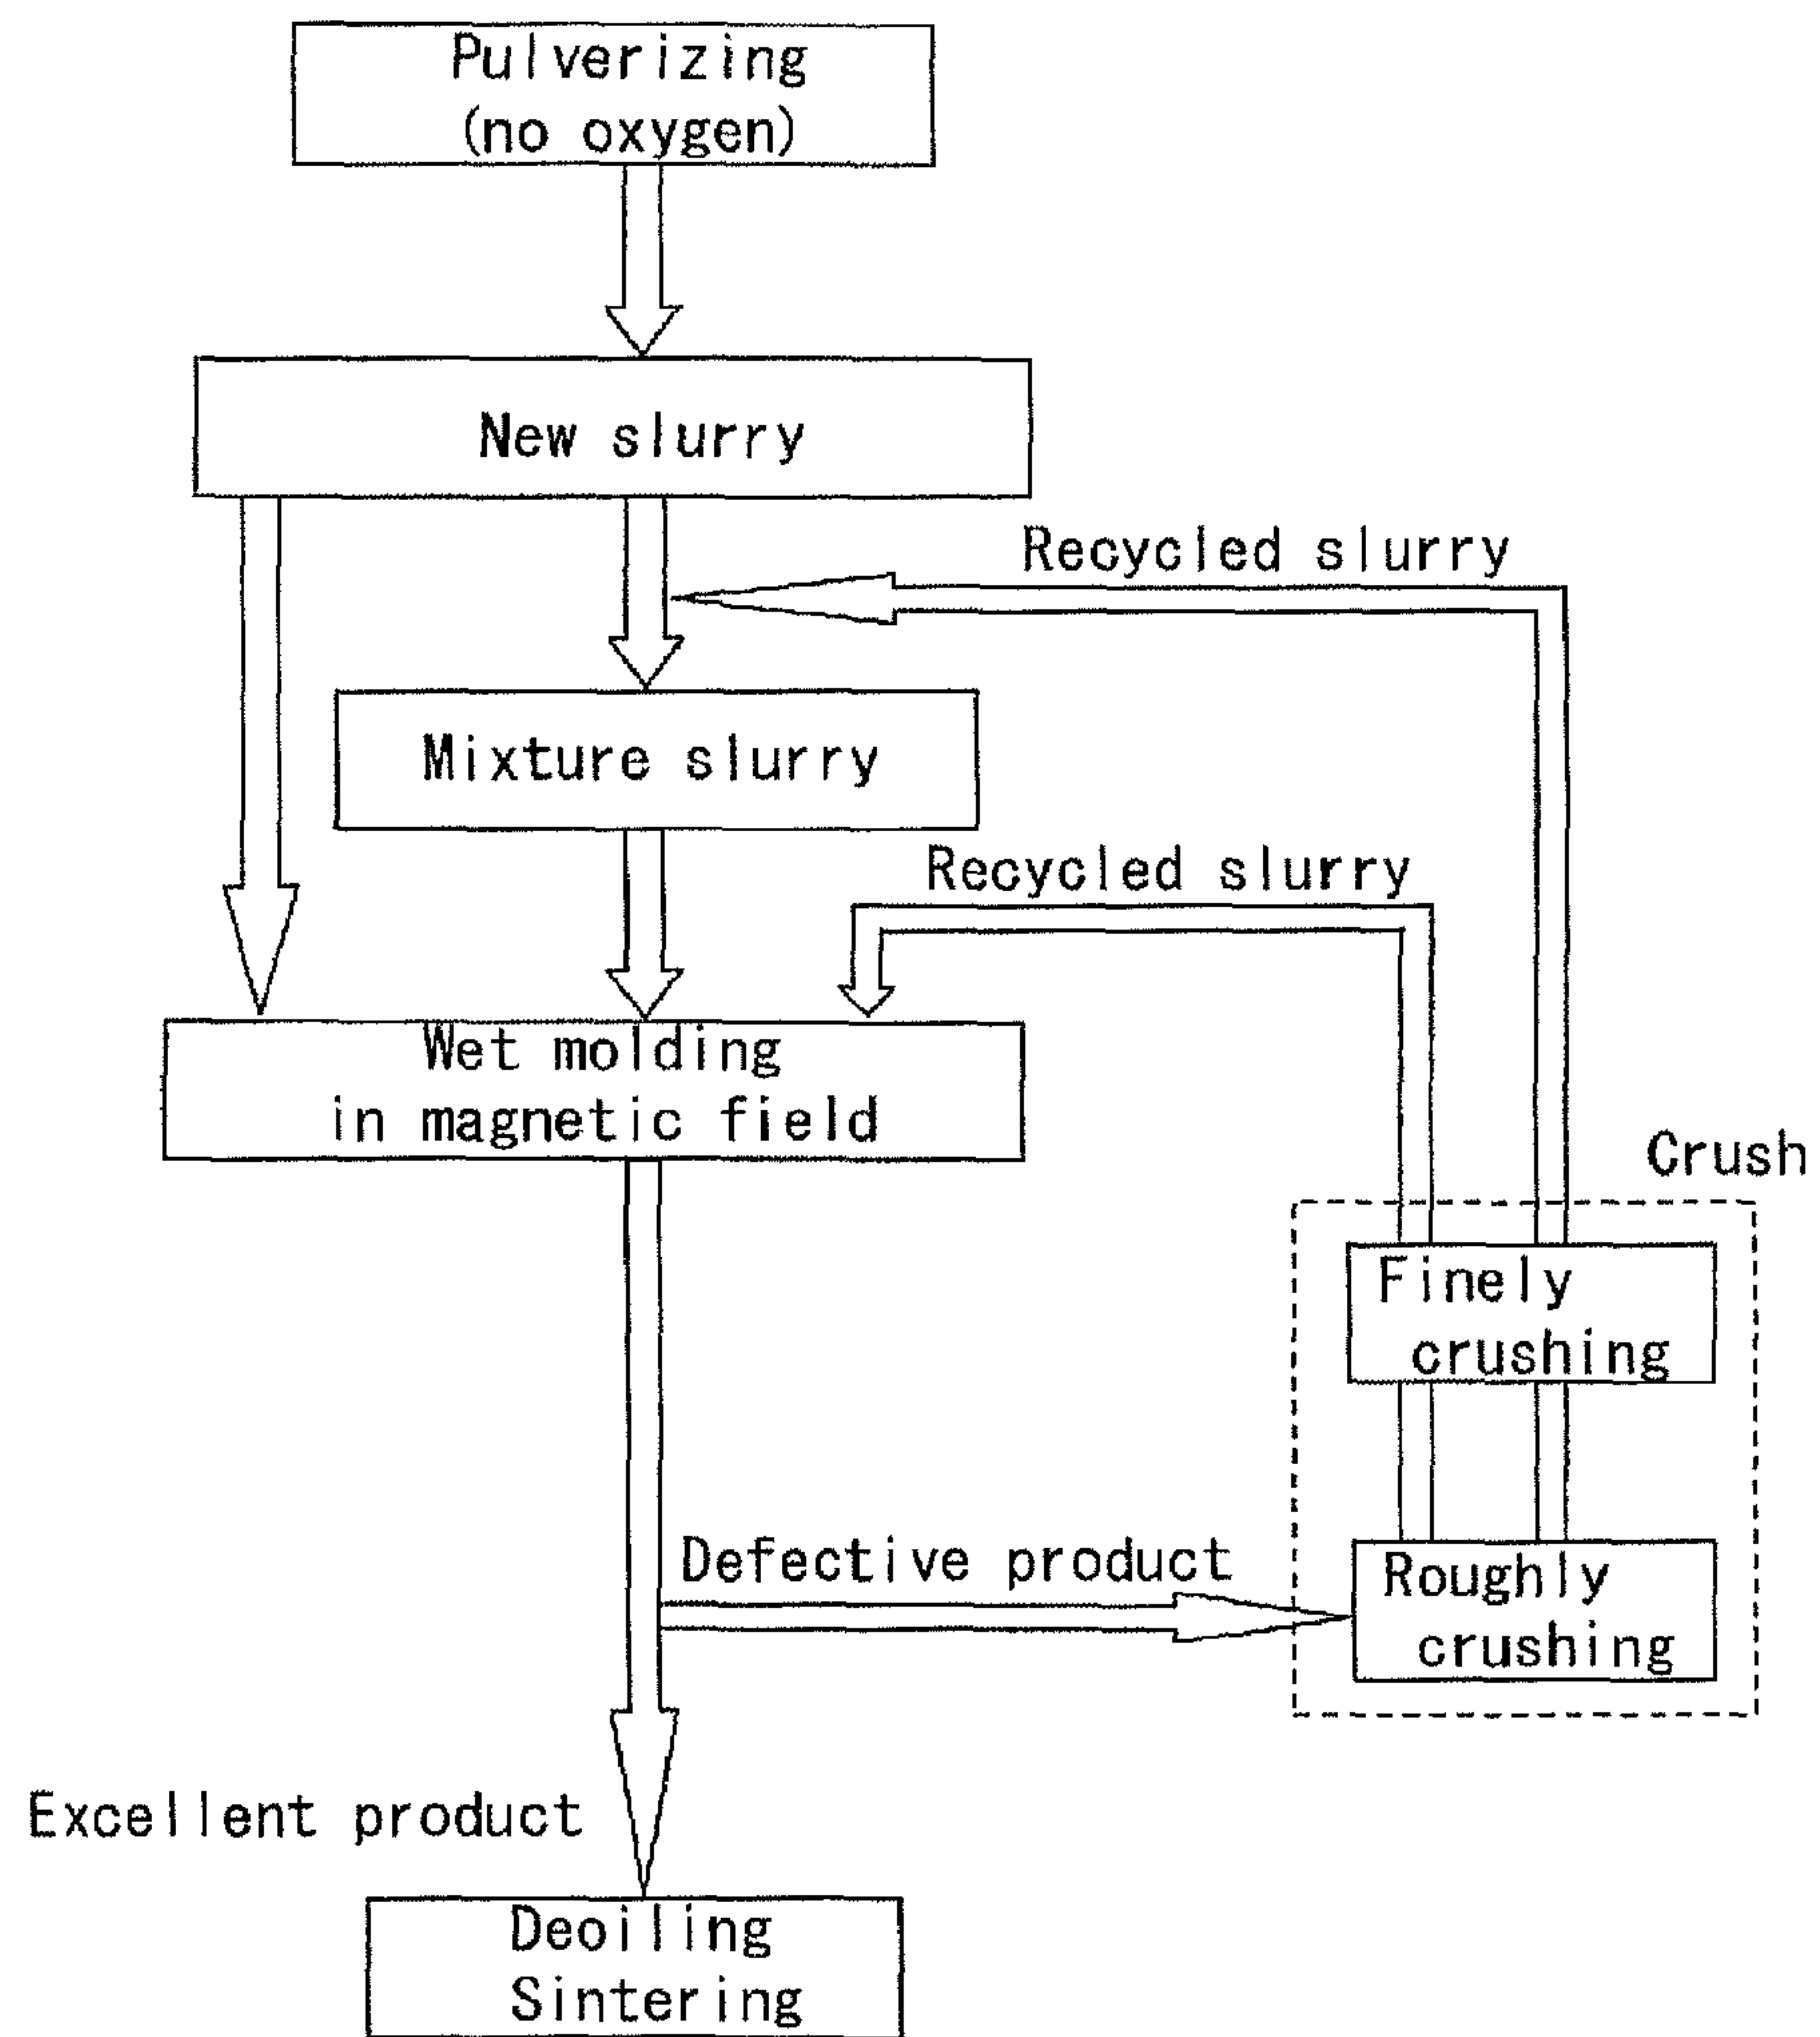 Pulverizing
(no oxygen)
New slurry
Recycled slurry
Mixture slurry
Recycled slurry
Wet molding
in magnetic field
Crush
Finely
crushing
Defective product
Roughly
crushing
Excellent product
Deoiling
Sintering